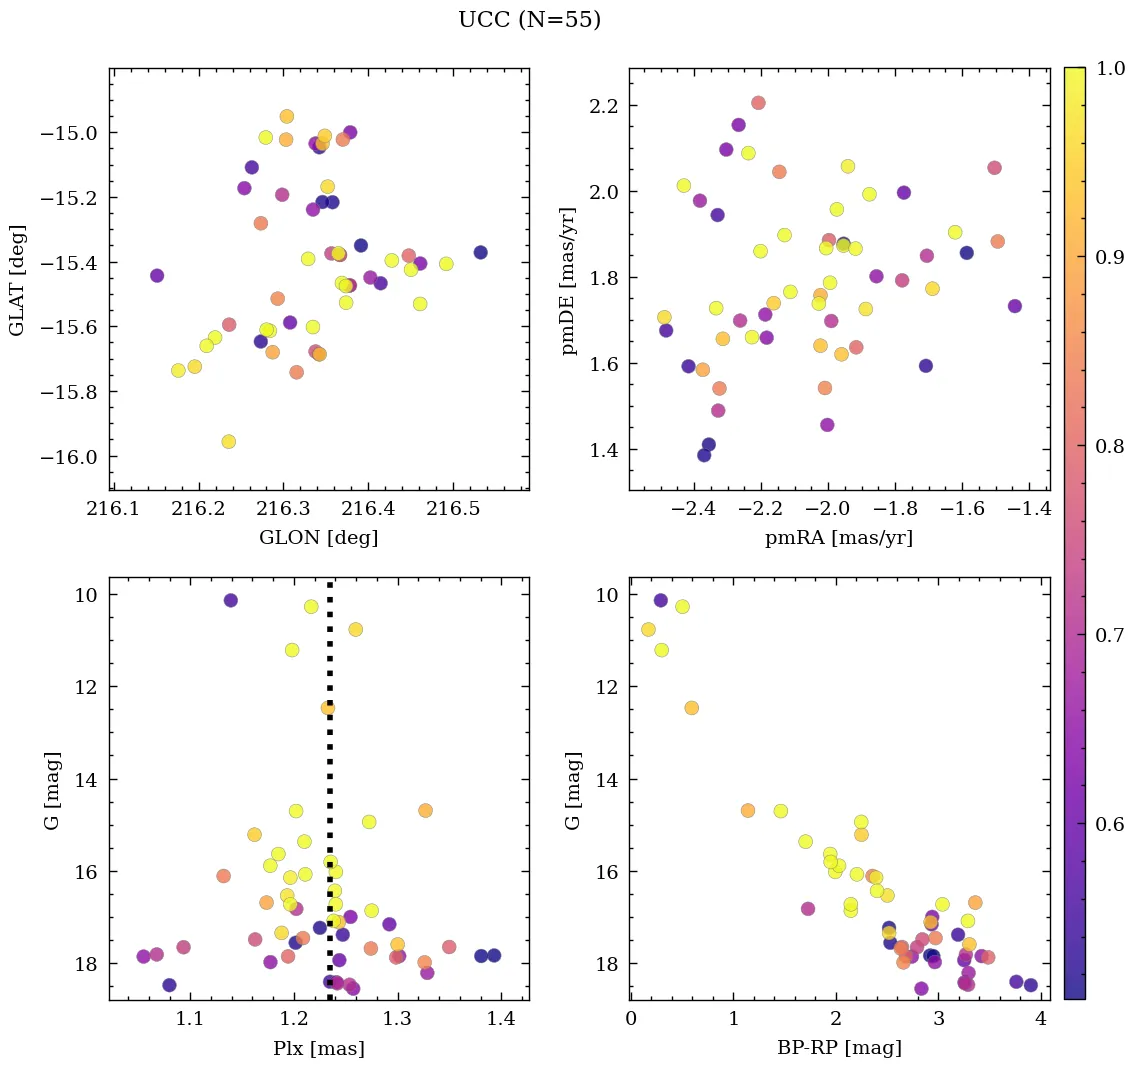 UCC (N=55)
−15.0
−15.2
−15.4
−15.6
−15.8
−16.0
GLAT [deg]
216.1 216.2 216.3 216.4 216.5
GLON [deg]
2.2
2.0
1.8
1.6
1.4
pmDE [mas/yr]
−2.4 −2.2 −2.0 −1.8 −1.6 −1.4
pmRA [mas/yr]
10
12
14
16
18
G [mag]
1.1 1.2 1.3 1.4
Plx [mas]
10
12
14
16
18
G [mag]
0 1 2 3 4
BP-RP [mag]
1.0
0.9
0.8
0.7
0.6